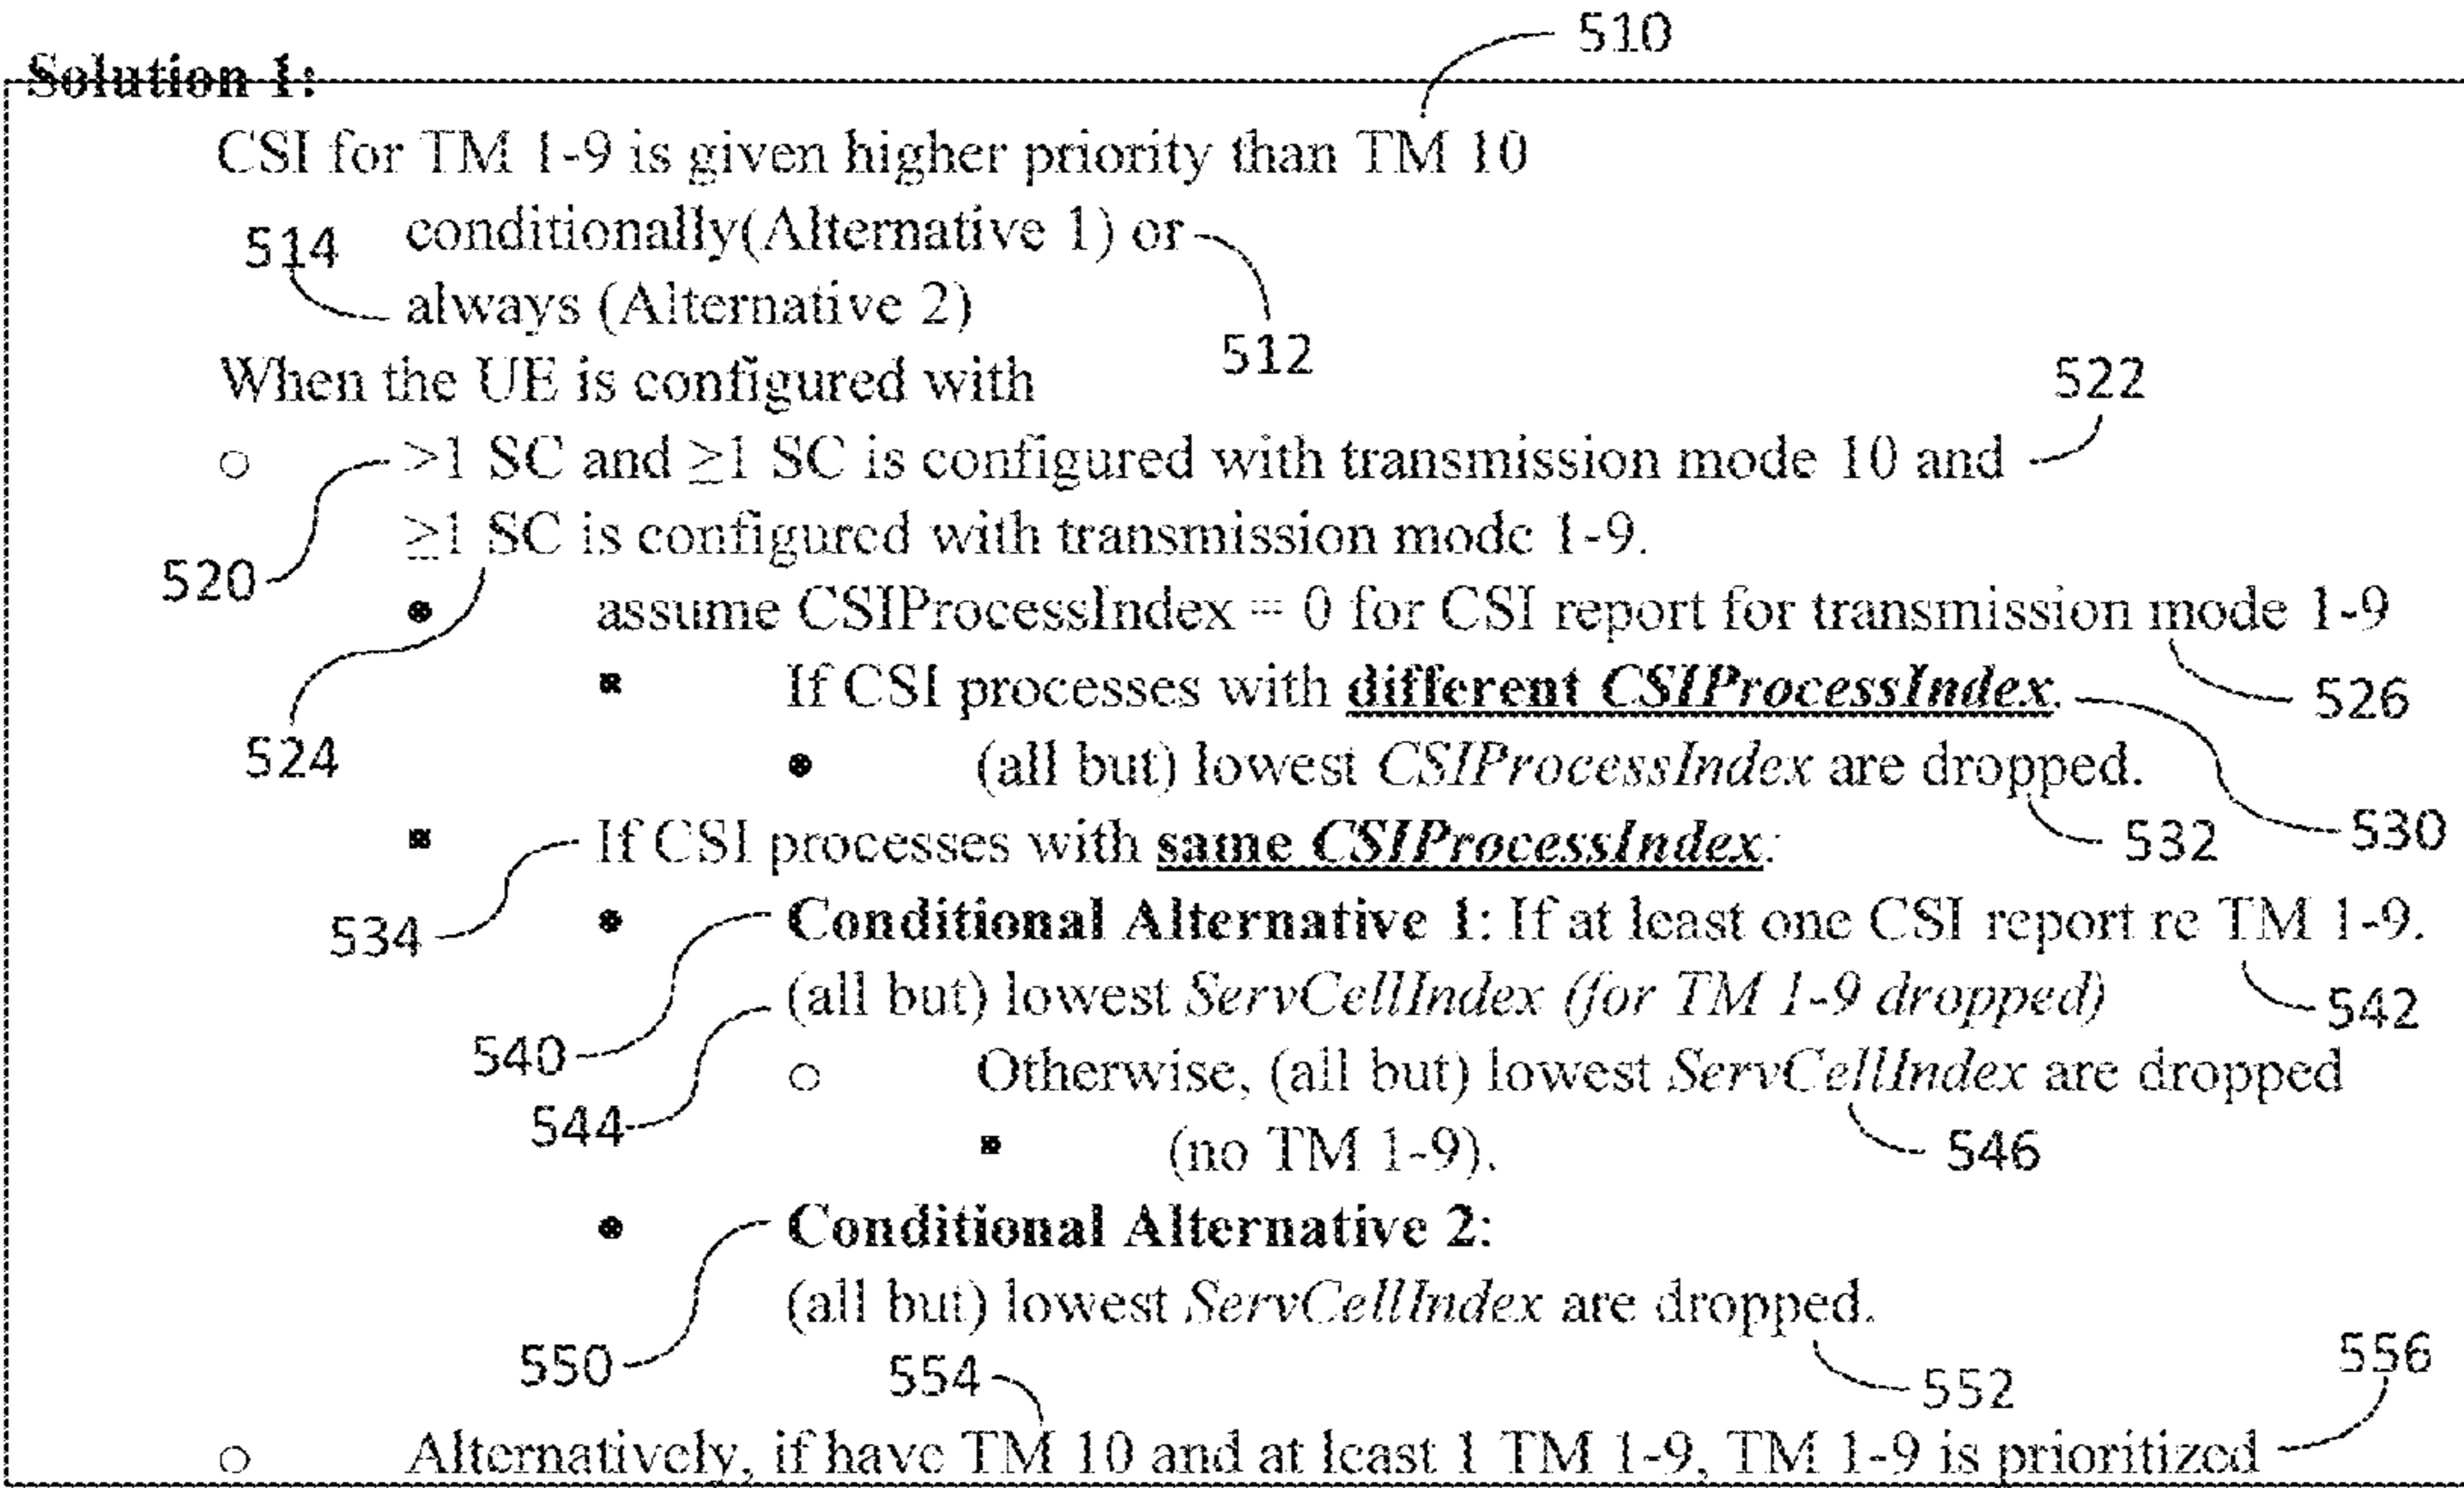 510
Solution 1:
CSI for TM 1-9 is given higher priority than TM 10
514 conditionally(Alternative 1) or
always (Alternative 2)
512
When the UE is configured with
522
○ >1 SC and ≥1 SC is configured with transmission mode 10 and
≥1 SC is configured with transmission mode 1-9.
520
● assume CSIProcessIndex = 0 for CSI report for transmission mode 1-9
■ If CSI processes with different CSIProcessIndex.
526
524
● (all but) lowest CSIProcessIndex are dropped.
■ If CSI processes with same CSIProcessIndex:
532
530
534
● Conditional Alternative 1: If at least one CSI report re TM 1-9.
(all but) lowest ServCellIndex (for TM 1-9 dropped)
542
540
○ Otherwise, (all but) lowest ServCellIndex are dropped
544
■ (no TM 1-9).
546
● Conditional Alternative 2:
(all but) lowest ServCellIndex are dropped.
550
554
552
556
○ Alternatively, if have TM 10 and at least 1 TM 1-9, TM 1-9 is prioritized